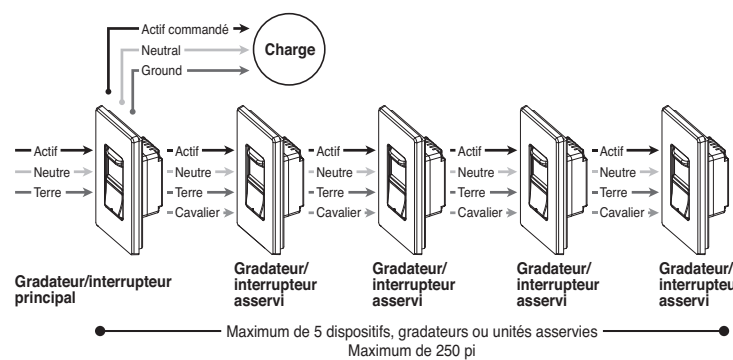 Actif commandé
Neutral
Ground
Charge
Actif
Neutre
Terre
Actif
Neutre
Terre
Cavalier
Actif
Neutre
Terre
Cavalier
Actif
Neutre
Terre
Cavalier
Actif
Neutre
Terre
Cavalier
Gradateur/interrupteur
principal
Gradateur/
interrupteur
asservi
Gradateur/
interrupteur
asservi
Gradateur/
interrupteur
asservi
Gradateur/
interrupteur
asservi
Maximum de 5 dispositifs, gradateurs ou unités asservies
Maximum de 250 pi